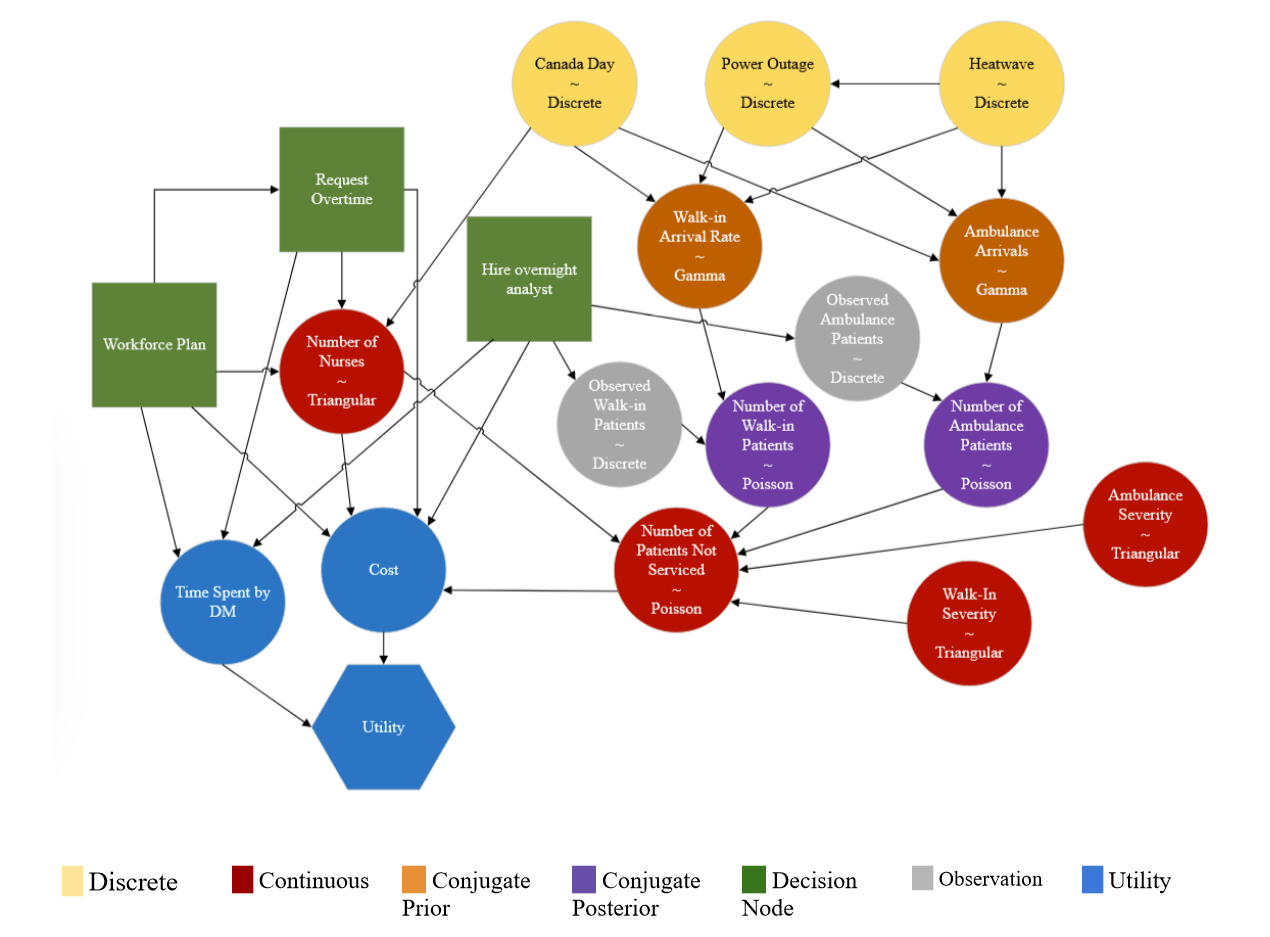 Canada Day
~
Discrete
Power Outage
~
Discrete
Heatwave
~
Discrete
Request
Overtime
Walk-in
Arrival Rate
~
Gamma
Ambulance
Arrivals
~
Gamma
Hire overnight
analyst
Workforce Plan
Number of
Nurses
~
Triangular
Observed
Ambulance
Patients
~
Discrete
Observed
Walk-in
Patients
~
Discrete
Number of
Walk-in
Patients
~
Poisson
Number of
Ambulance
Patients
~
Poisson
Ambulance
Severity
~
Triangular
Number of
Patients Not
Serviced
~
Poisson
Cost
Time Spent by
DM
Walk-In
Severity
~
Triangular
Utility
Discrete
Continuous
Conjugate
Prior
Conjugate
Posterior
Decision
Node
Observation
Utility